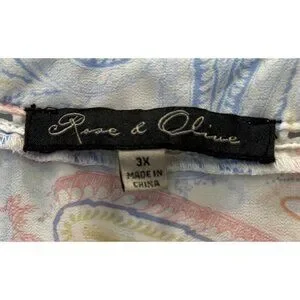 Rose & Olive
3X
MADE IN
CHINA